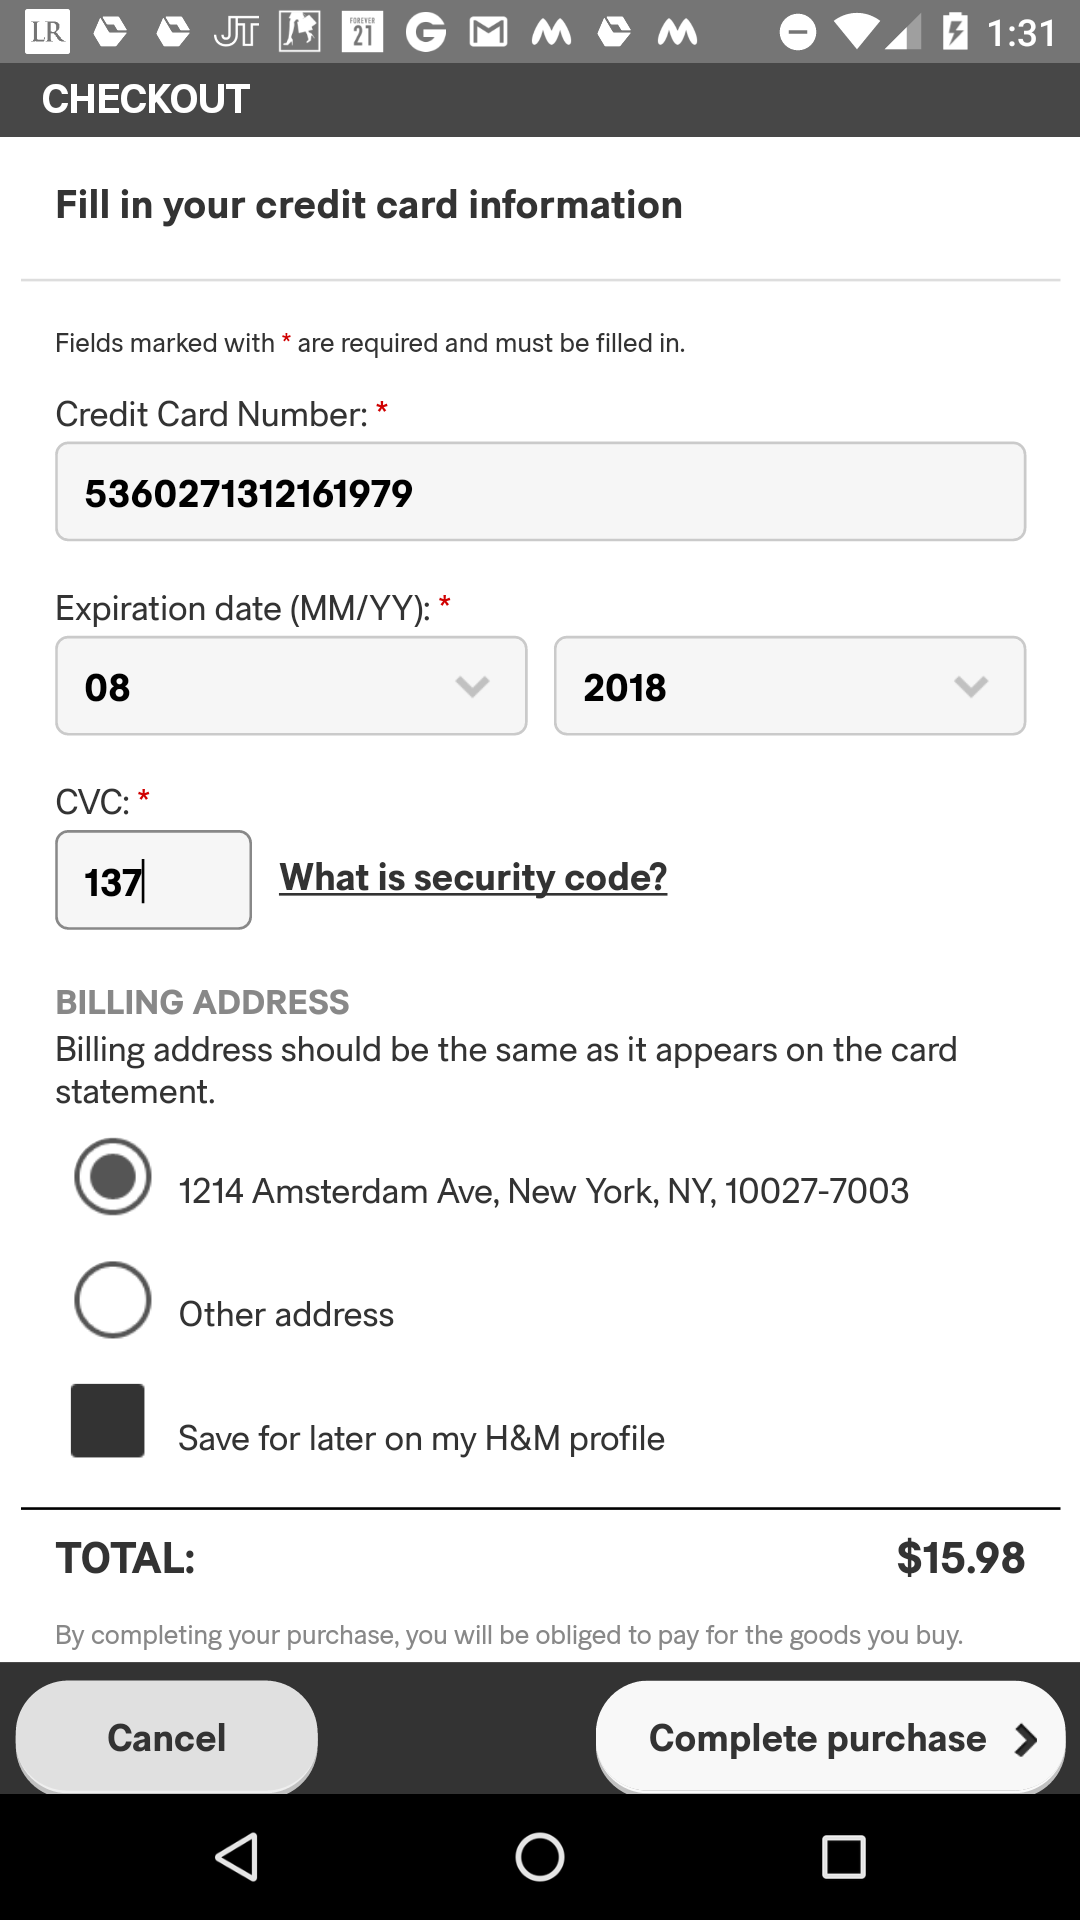 LR JT FOREVER 21 G 1:31
CHECKOUT
Fill in your credit card information
Fields marked with * are required and must be filled in.
Credit Card Number: *
5360271312161979
Expiration date (MM/YY): *
08 2018
CVC: *
137 What is security code?
BILLING ADDRESS
Billing address should be the same as it appears on the card
statement.
1214 Amsterdam Ave, New York, NY, 10027-7003
Other address
Save for later on my H&M profile
TOTAL: $15.98
By completing your purchase, you will be obliged to pay for the goods you buy.
Cancel Complete purchase